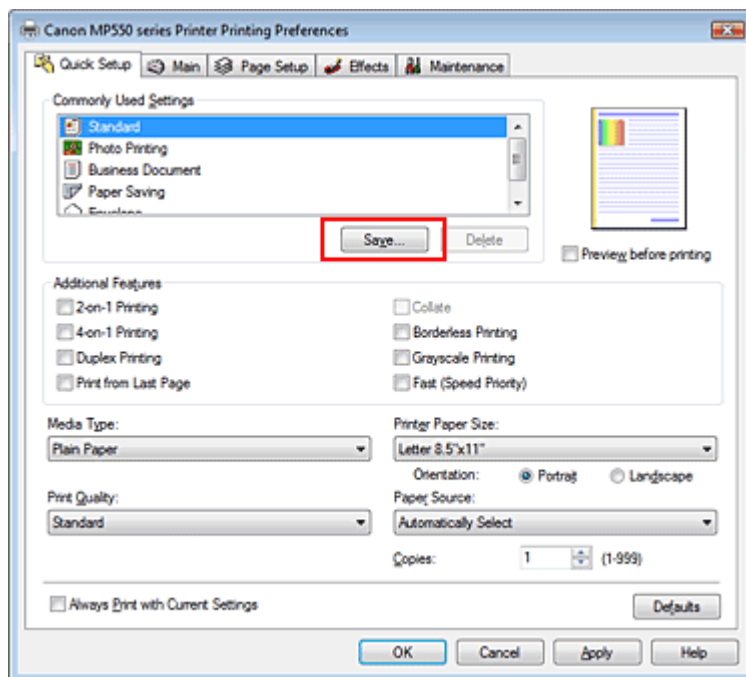 Canon MP550 series Printer Printing Preferences
Quick Setup Main Page Setup Effects Maintenance
Commonly Used Settings
Standard
Photo Printing
Business Document
Paper Saving
Envelope
Save... Delete
Preview before printing
Additional Features
2-on-1 Printing Collate
4-on-1 Printing Borderless Printing
Duplex Printing Grayscale Printing
Print from Last Page Fast (Speed Priority)
Media Type: Printer Paper Size:
Plain Paper Letter 8.5"x11"
Orientation: Portrait Landscape
Print Quality: Paper Source:
Standard Automatically Select
Copies: 1 (1-999)
Always Print with Current Settings Defaults
OK Cancel Apply Help